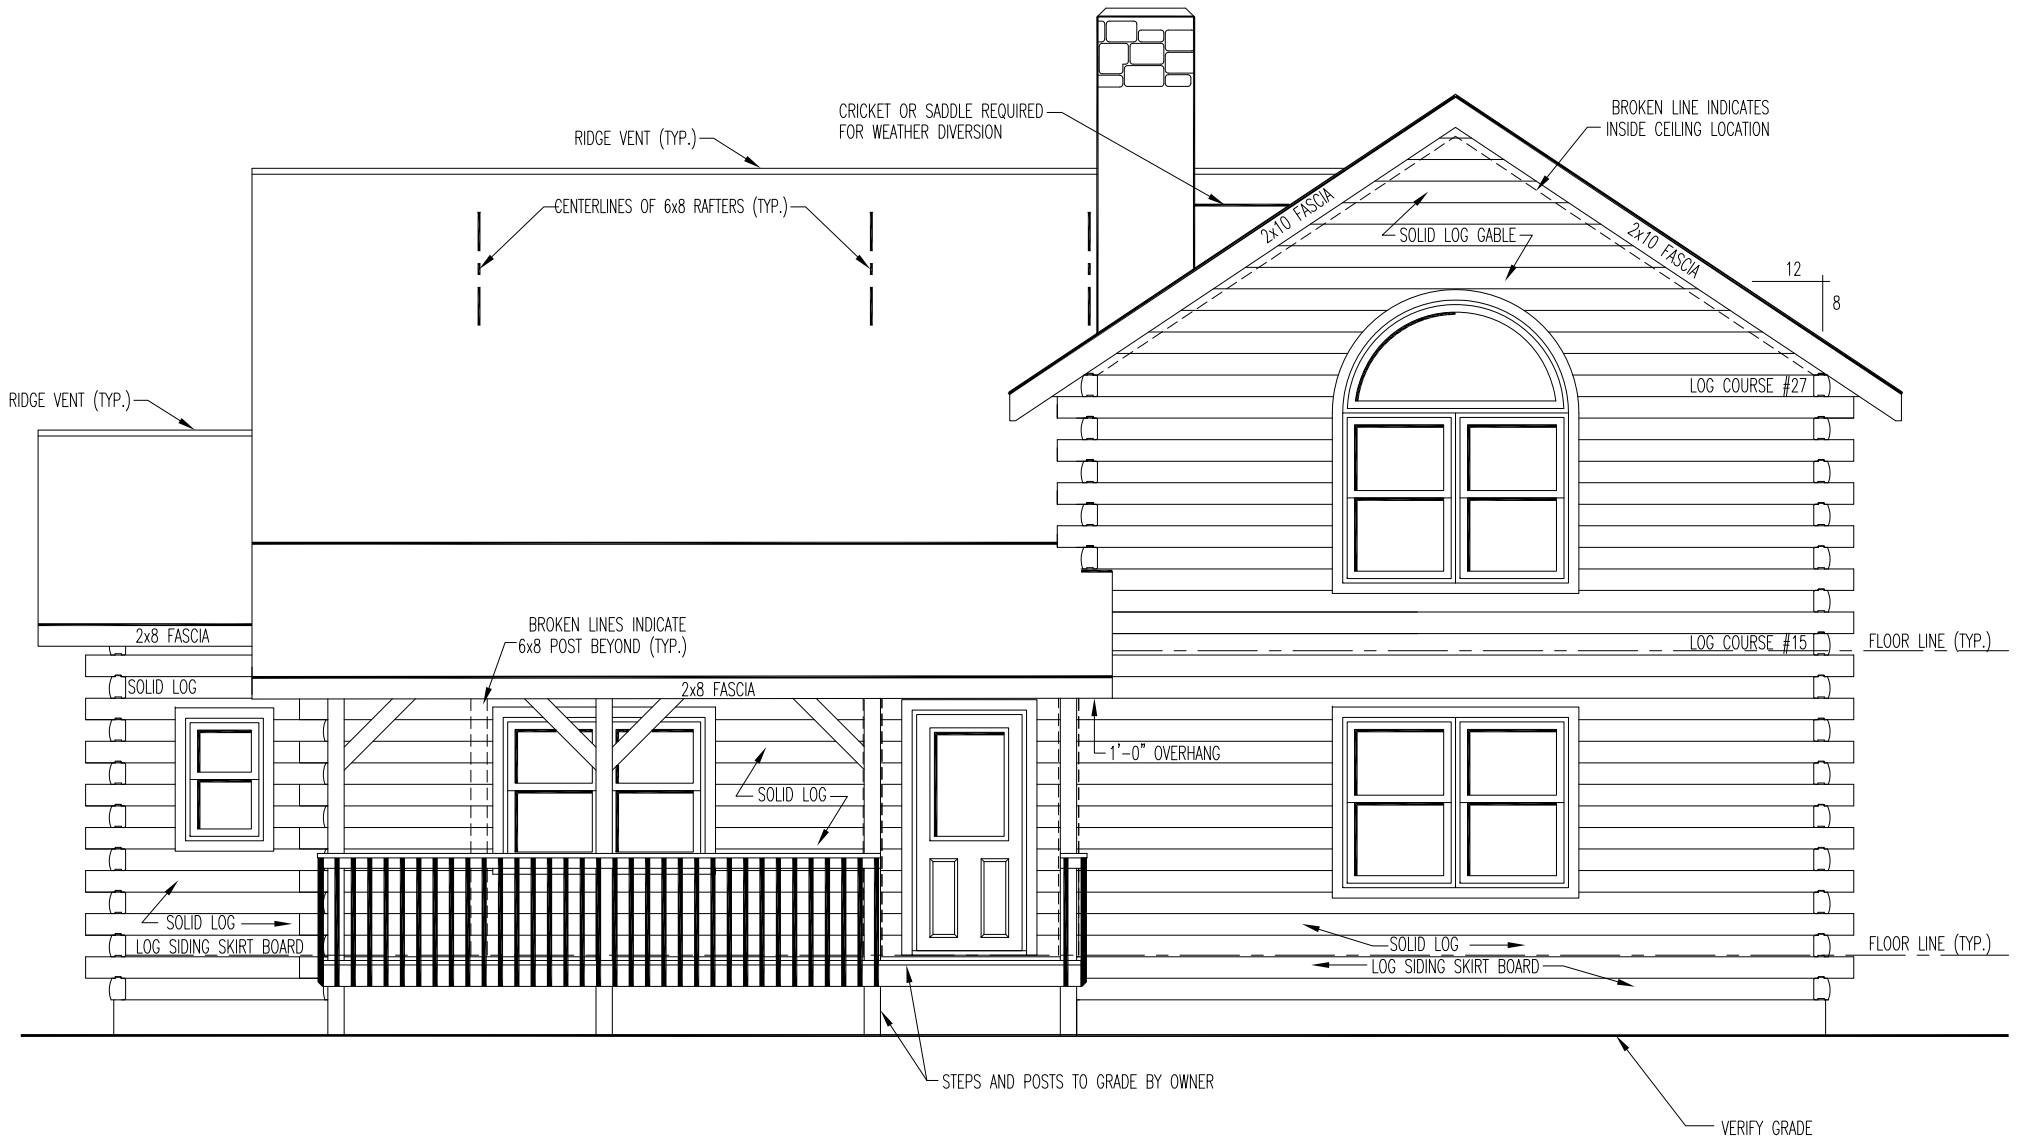 CRICKET OR SADDLE REQUIRED
FOR WEATHER DIVERSION
BROKEN LINE INDICATES
INSIDE CEILING LOCATION
RIDGE VENT (TYP.)
CENTERLINES OF 6x8 RAFTERS (TYP.)
2x10 FASCIA
SOLID LOG GABLE
2x10 FASCIA
12
8
LOG COURSE #27
RIDGE VENT (TYP.)
BROKEN LINES INDICATE
6x8 POST BEYOND (TYP.)
2x8 FASCIA
LOG COURSE #15
FLOOR LINE (TYP.)
SOLID LOG
2x8 FASCIA
1'-0" OVERHANG
SOLID LOG
SOLID LOG
LOG SIDING SKIRT BOARD
SOLID LOG
FLOOR LINE (TYP.)
LOG SIDING SKIRT BOARD
STEPS AND POSTS TO GRADE BY OWNER
VERIFY GRADE